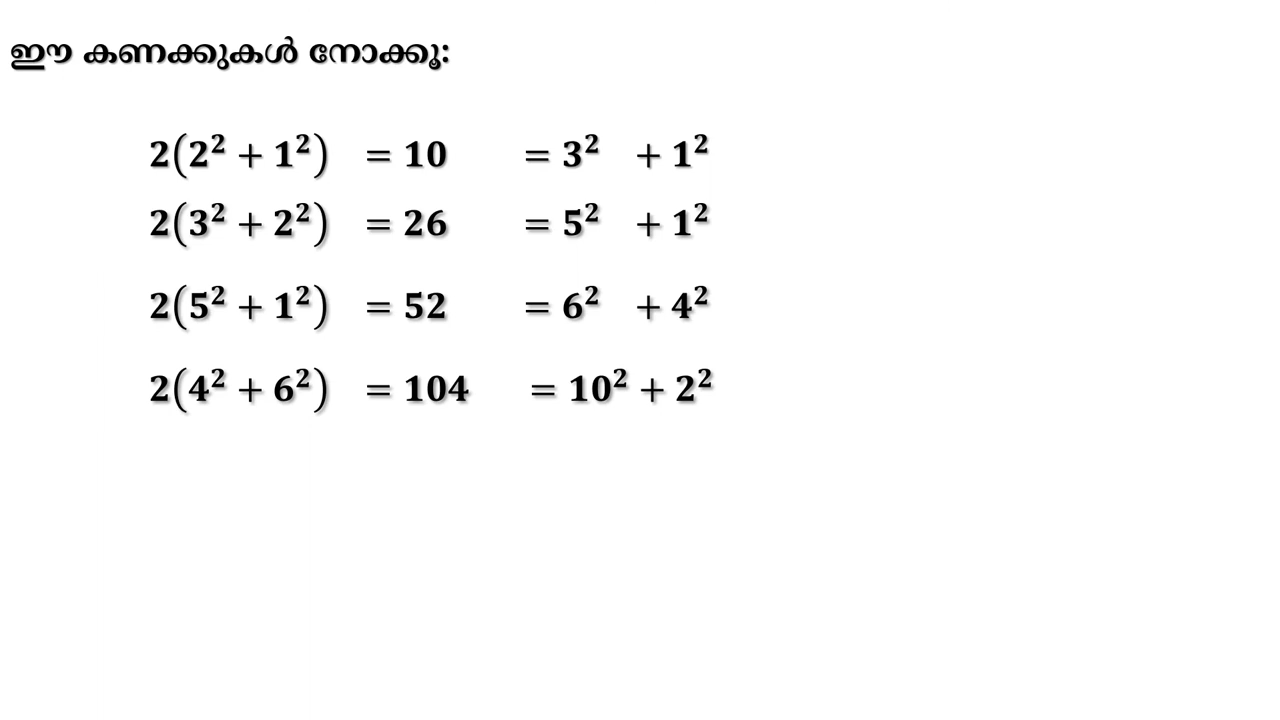 ഈ കണക്കുകൾ നോക്കൂ:
2(2² + 1²) = 10 = 3² + 1²
2(3² + 2²) = 26 = 5² + 1²
2(5² + 1²) = 52 = 6² + 4²
2(4² + 6²) = 104 = 10² + 2²